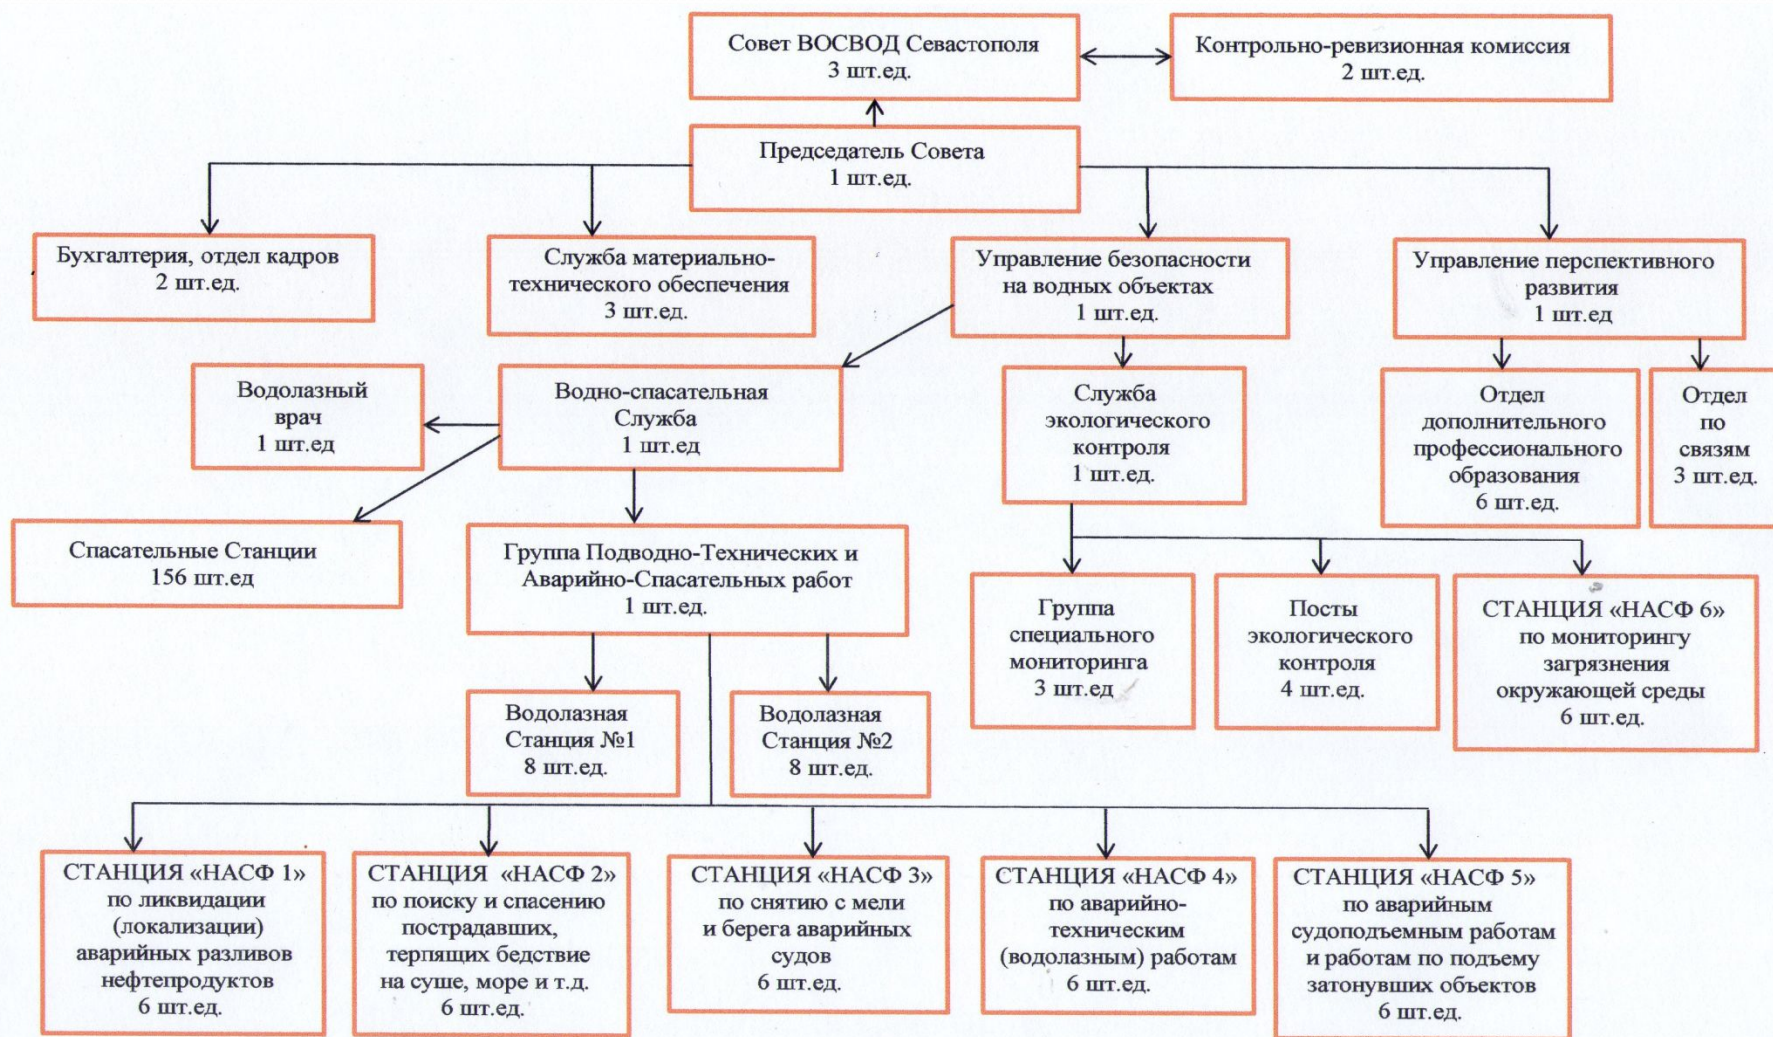 Совет ВОСВОД Севастополя
3 шт.ед.
Контрольно-ревизионная комиссия
2 шт.ед.
Председатель Совета
1 шт.ед.
Бухгалтерия, отдел кадров
2 шт.ед.
Служба материально-
технического обеспечения
3 шт.ед.
Управление безопасности
на водных объектах
1 шт.ед.
Управление перспективного
развития
1 шт.ед
Водолазный
врач
1 шт.ед
Водно-спасательная
Служба
1 шт.ед
Служба
экологического
контроля
1 шт.ед.
Отдел
дополнительного
профессионального
образования
6 шт.ед.
Отдел
по
связям
3 шт.ед.
Спасательные Станции
156 шт.ед
Группа Подводно-Технических и
Аварийно-Спасательных работ
1 шт.ед.
Группа
специального
мониторинга
3 шт.ед
Посты
экологического
контроля
4 шт.ед.
СТАНЦИЯ «НАСФ 6»
по мониторингу
загрязнения
окружающей среды
6 шт.ед.
Водолазная
Станция №1
8 шт.ед.
Водолазная
Станция №2
8 шт.ед.
СТАНЦИЯ «НАСФ 1»
по ликвидации
(локализации)
аварийных разливов
нефтепродуктов
6 шт.ед.
СТАНЦИЯ «НАСФ 2»
по поиску и спасению
пострадавших,
терпящих бедствие
на суше, море и т.д.
6 шт.ед.
СТАНЦИЯ «НАСФ 3»
по снятию с мели
и берега аварийных
судов
6 шт.ед.
СТАНЦИЯ «НАСФ 4»
по аварийно-
техническим
(водолазным) работам
6 шт.ед.
СТАНЦИЯ «НАСФ 5»
по аварийным
судоподъемным работам
и работам по подъему
затонувших объектов
6 шт.ед.